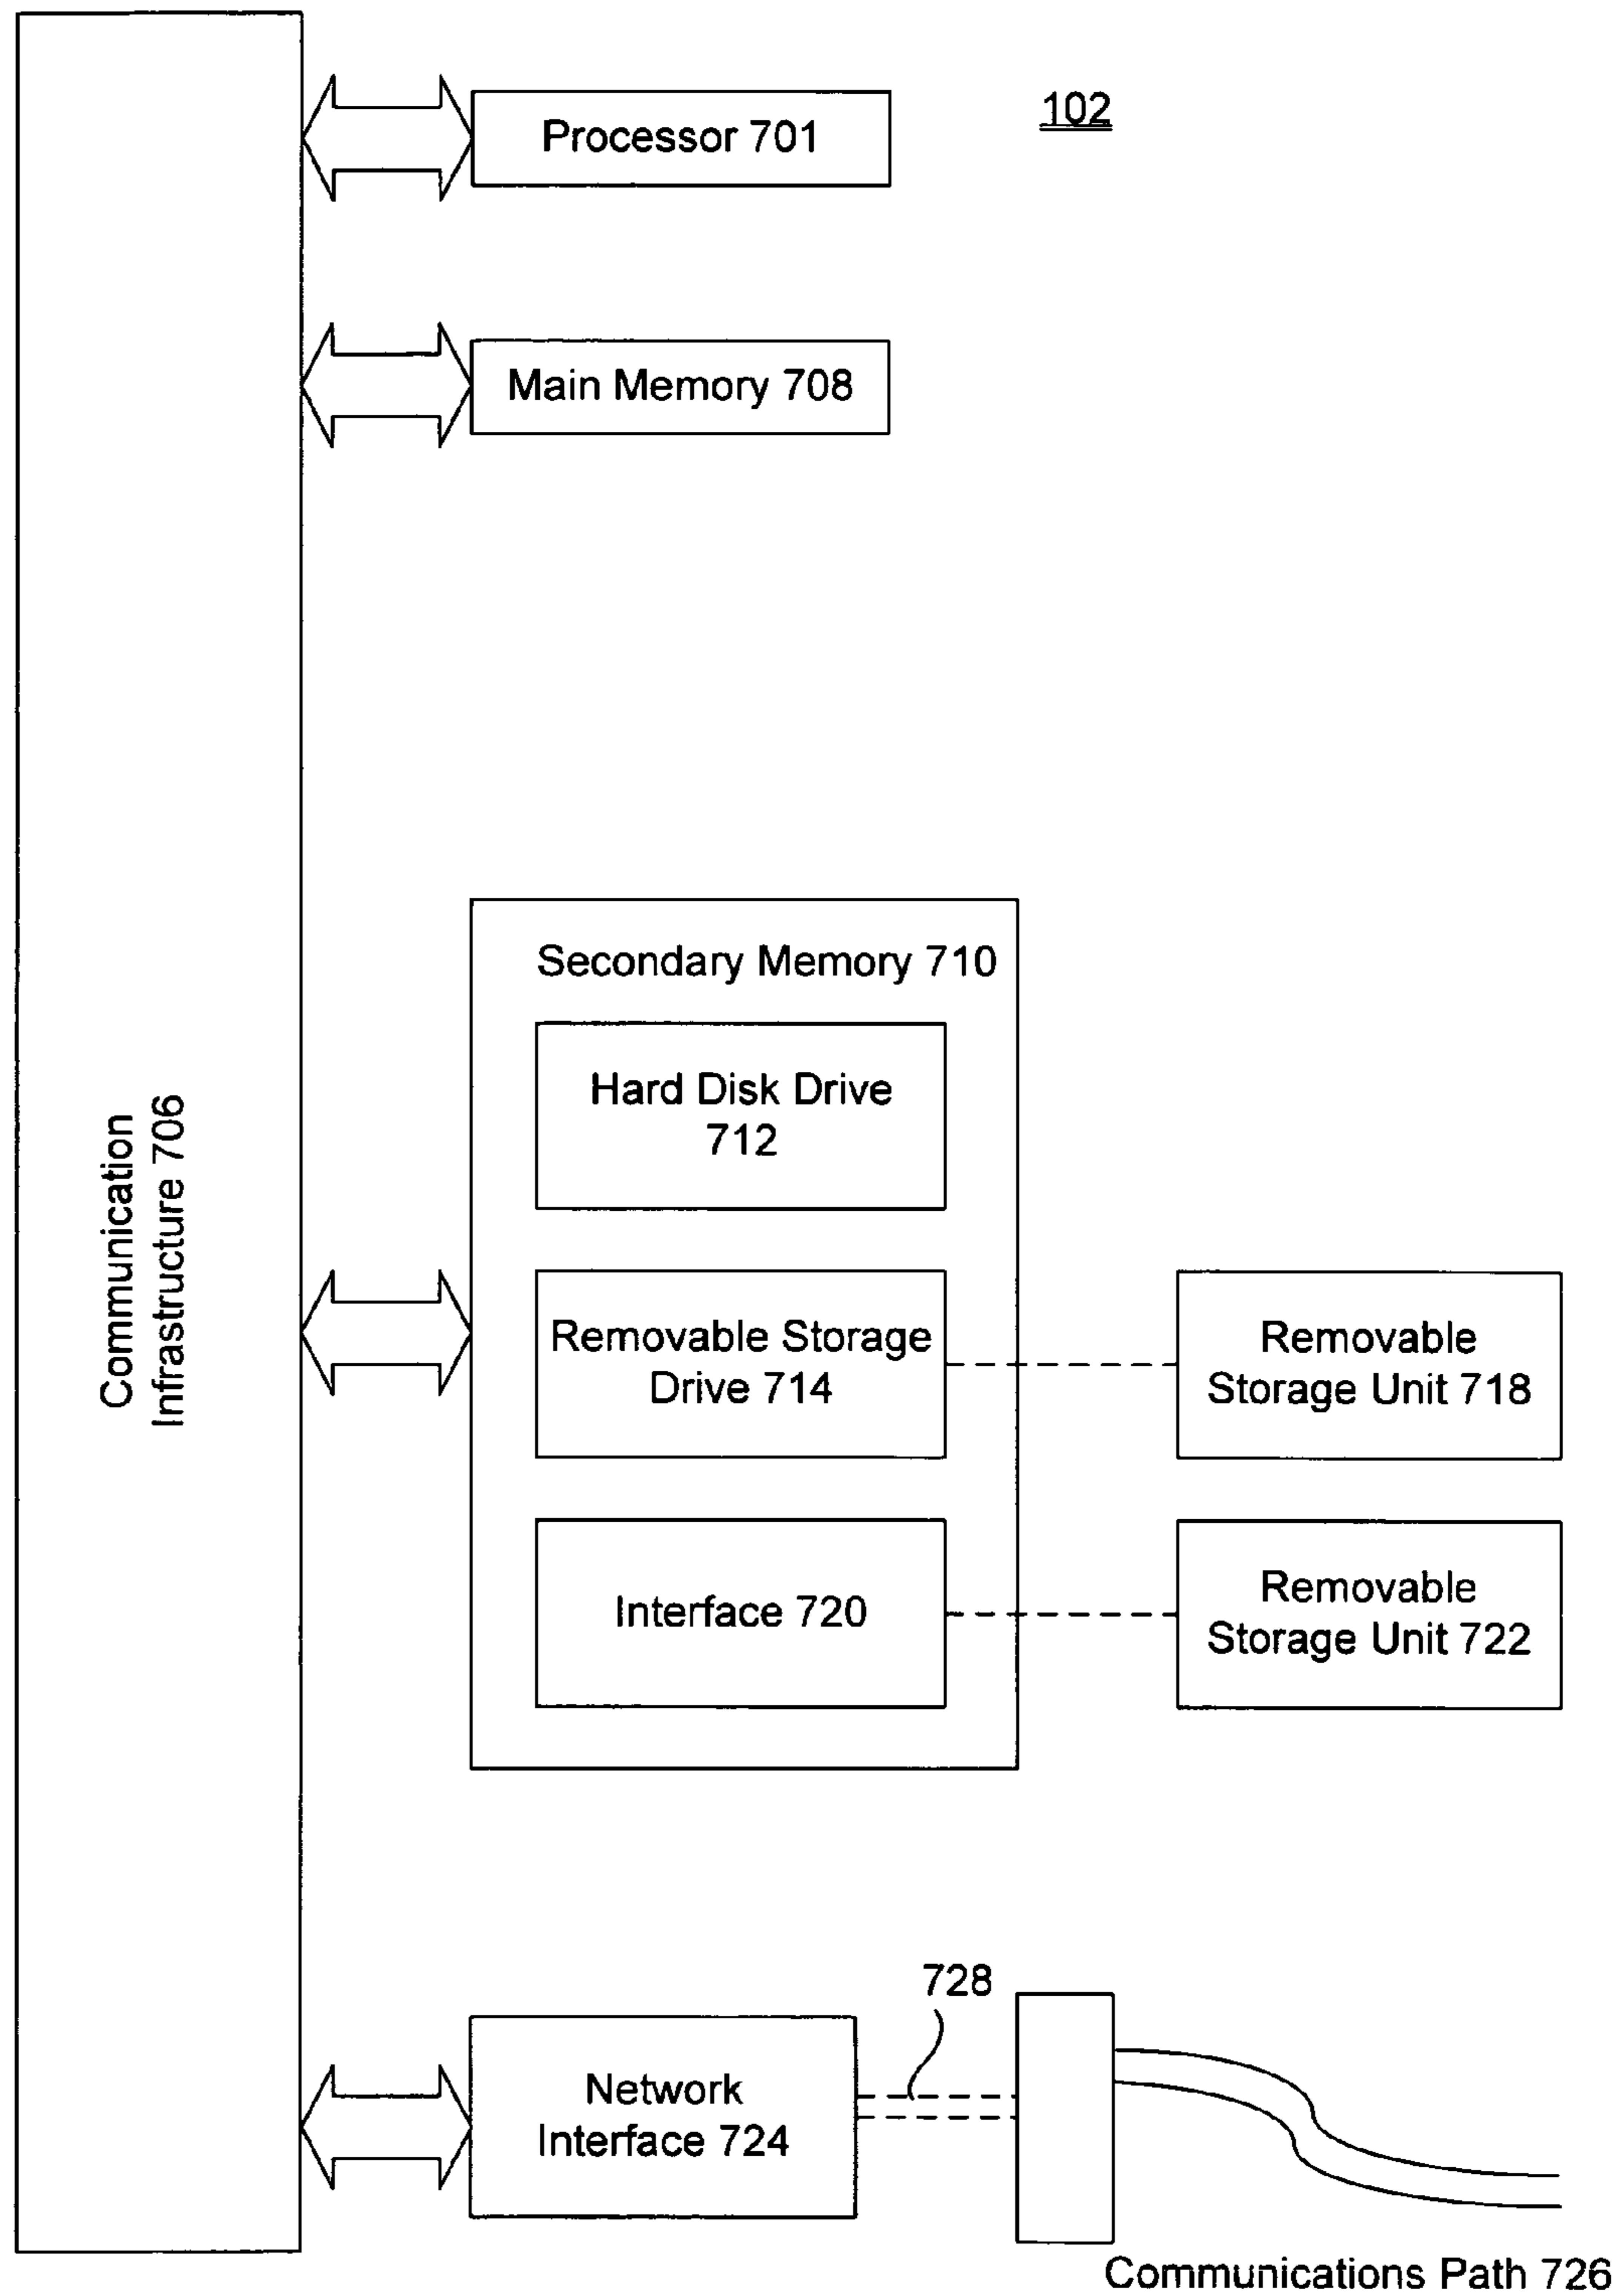 102
Processor 701
Main Memory 708
Communication
Infrastructure 706
Secondary Memory 710
Hard Disk Drive
712
Removable Storage
Drive 714
Removable
Storage Unit 718
Interface 720
Removable
Storage Unit 722
728
Network
Interface 724
Communications Path 726